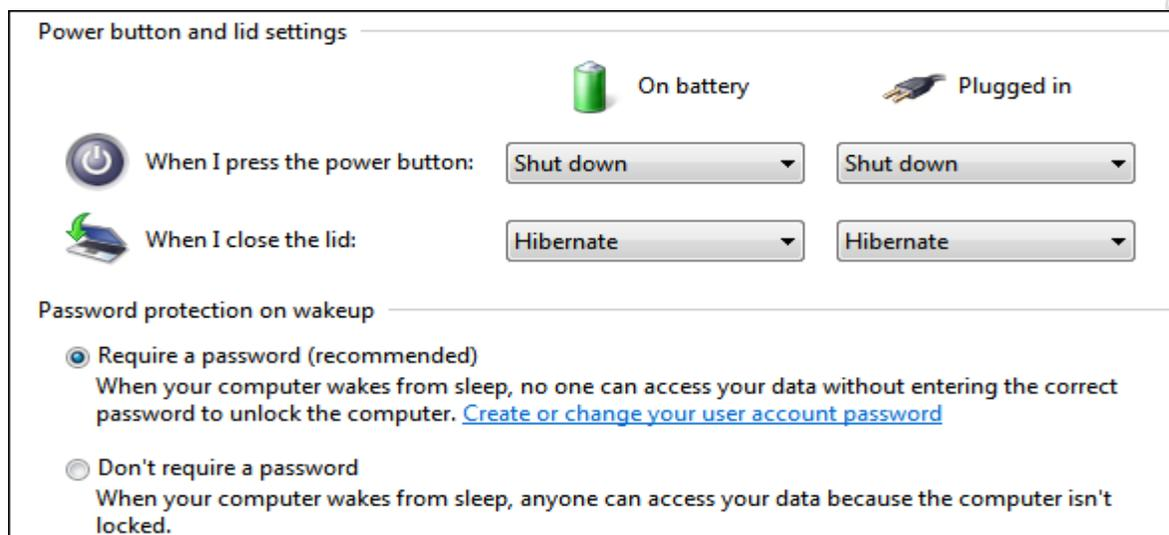 Power button and lid settings
On battery
Plugged in
When I press the power button:
Shut down
Shut down
When I close the lid:
Hibernate
Hibernate
Password protection on wakeup
Require a password (recommended)
When your computer wakes from sleep, no one can access your data without entering the correct
password to unlock the computer. Create or change your user account password
Don't require a password
When your computer wakes from sleep, anyone can access your data because the computer isn't
locked.